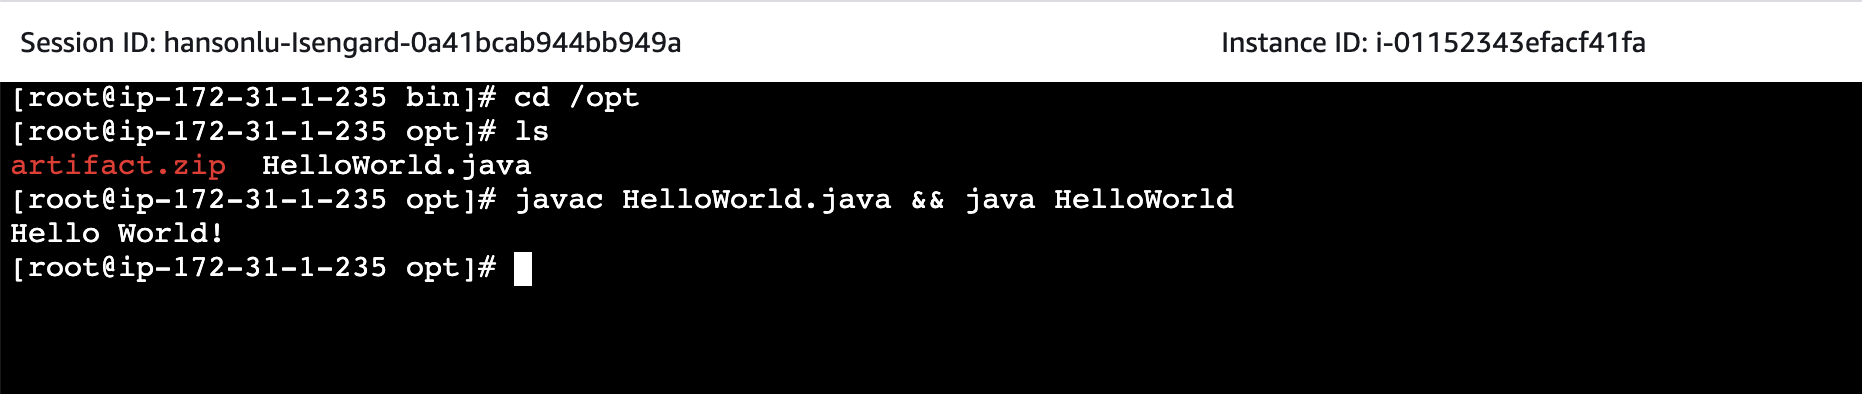 Session ID: hansonlu-Isengard-0a41bcab944bb949a Instance ID: i-01152343efacf41fa
[root@ip-172-31-1-235 bin]# cd /opt
[root@ip-172-31-1-235 opt]# ls
artifact.zip  HelloWorld.java
[root@ip-172-31-1-235 opt]# javac HelloWorld.java && java HelloWorld
Hello World!
[root@ip-172-31-1-235 opt]#